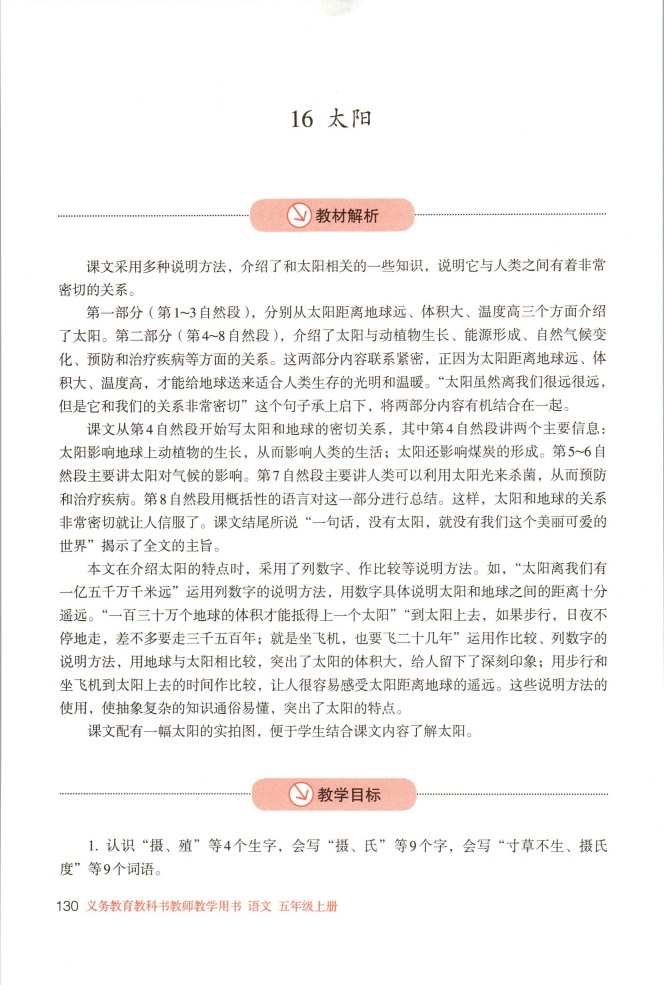 16 太阳
教材解析
课文采用多种说明方法，介绍了和太阳相关的一些知识，说明它与人类之间有着非常
密切的关系。
第一部分（第1~3自然段），分别从太阳距离地球远、体积大、温度高三个方面介绍
了太阳。第二部分（第4~8自然段），介绍了太阳与动植物生长、能源形成、自然气候变
化、预防和治疗疾病等方面的关系。这两部分内容联系紧密，正因为太阳距离地球远、体
积大、温度高，才能给地球送来适合人类生存的光明和温暖。“太阳虽然离我们很远很远，
但是它和我们的关系非常密切”这个句子承上启下，将两部分内容有机结合在一起。
课文从第4自然段开始写太阳和地球的密切关系，其中第4自然段讲两个主要信息：
太阳影响地球上动植物的生长，从而影响人类的生活；太阳还影响煤炭的形成。第5~6自
然段主要讲太阳对气候的影响。第7自然段主要讲人类可以利用太阳光来杀菌，从而预防
和治疗疾病。第8自然段用概括性的语言对这一部分进行总结。这样，太阳和地球的关系
非常密切就让人信服了。课文结尾所说“一句话，没有太阳，就没有我们这个美丽可爱的
世界”揭示了全文的主旨。
本文在介绍太阳的特点时，采用了列数字、作比较等说明方法。如，“太阳离我们有
一亿五千万千米远”运用列数字的说明方法，用数字具体说明太阳和地球之间的距离十分
遥远。“一百三十万个地球的体积才能抵得上一个太阳”“到太阳上去，如果步行，日夜不
停地走，差不多要走三千五百年；就是坐飞机，也要飞二十几年”运用作比较、列数字的
说明方法，用地球与太阳相比较，突出了太阳的体积大，给人留下了深刻印象；用步行和
坐飞机到太阳上去的时间作比较，让人很容易感受太阳距离地球的遥远。这些说明方法的
使用，使抽象复杂的知识通俗易懂，突出了太阳的特点。
课文配有一幅太阳的实拍图，便于学生结合课文内容了解太阳。
教学目标
1. 认识“摄、殖”等4个生字，会写“摄、氏”等9个字，会写“寸草不生、摄氏
度”等9个词语。
130 义务教育教科书教师教学用书 语文 五年级上册